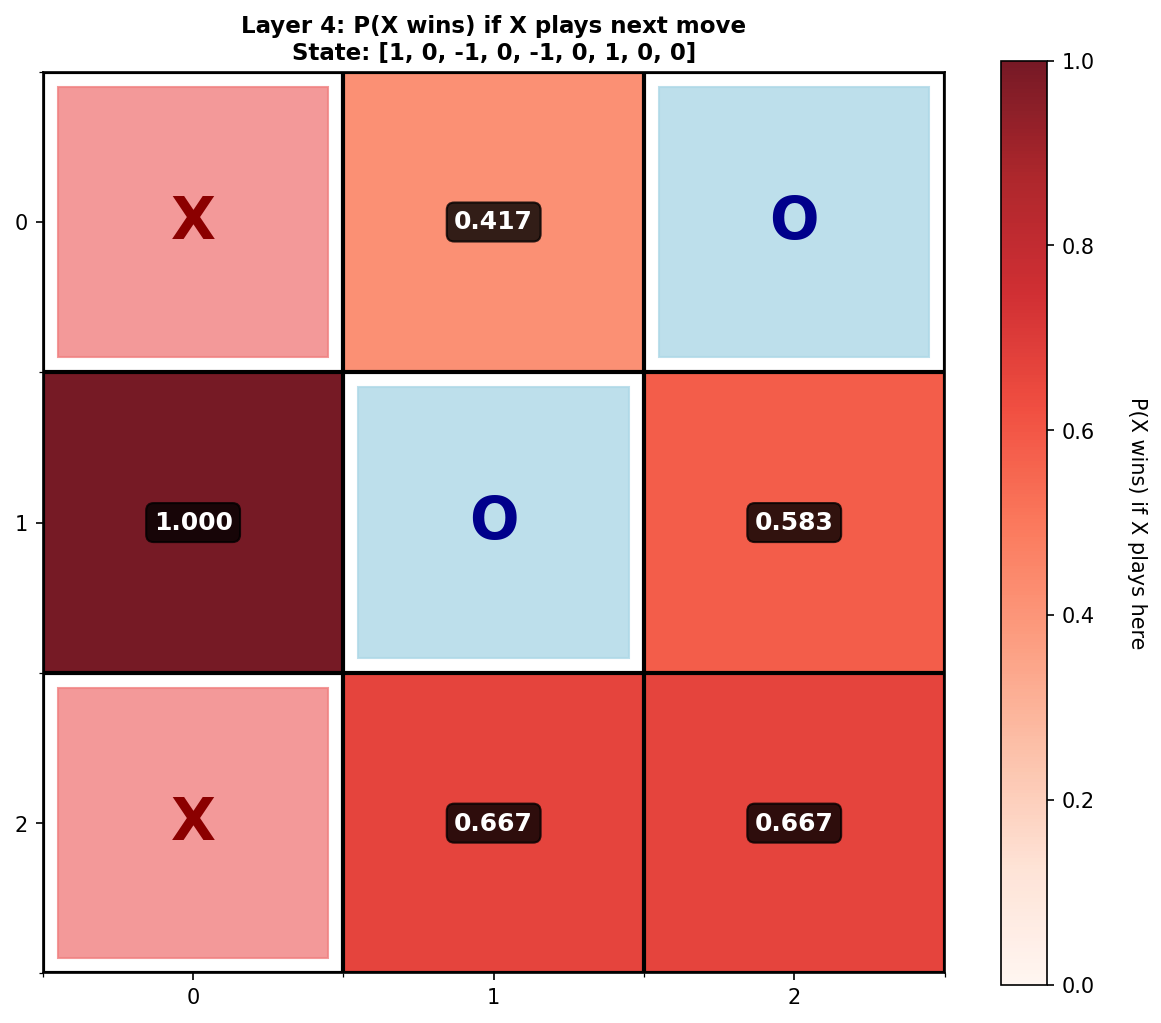 Layer 4: P(X wins) if X plays next move
State: [1, 0, -1, 0, -1, 0, 1, 0, 0]
0
X
0.417
O
1
1.000
O
0.583
2
X
0.667
0.667
0
1
2
1.0
0.8
0.6
0.4
0.2
0.0
P(X wins) if X plays here